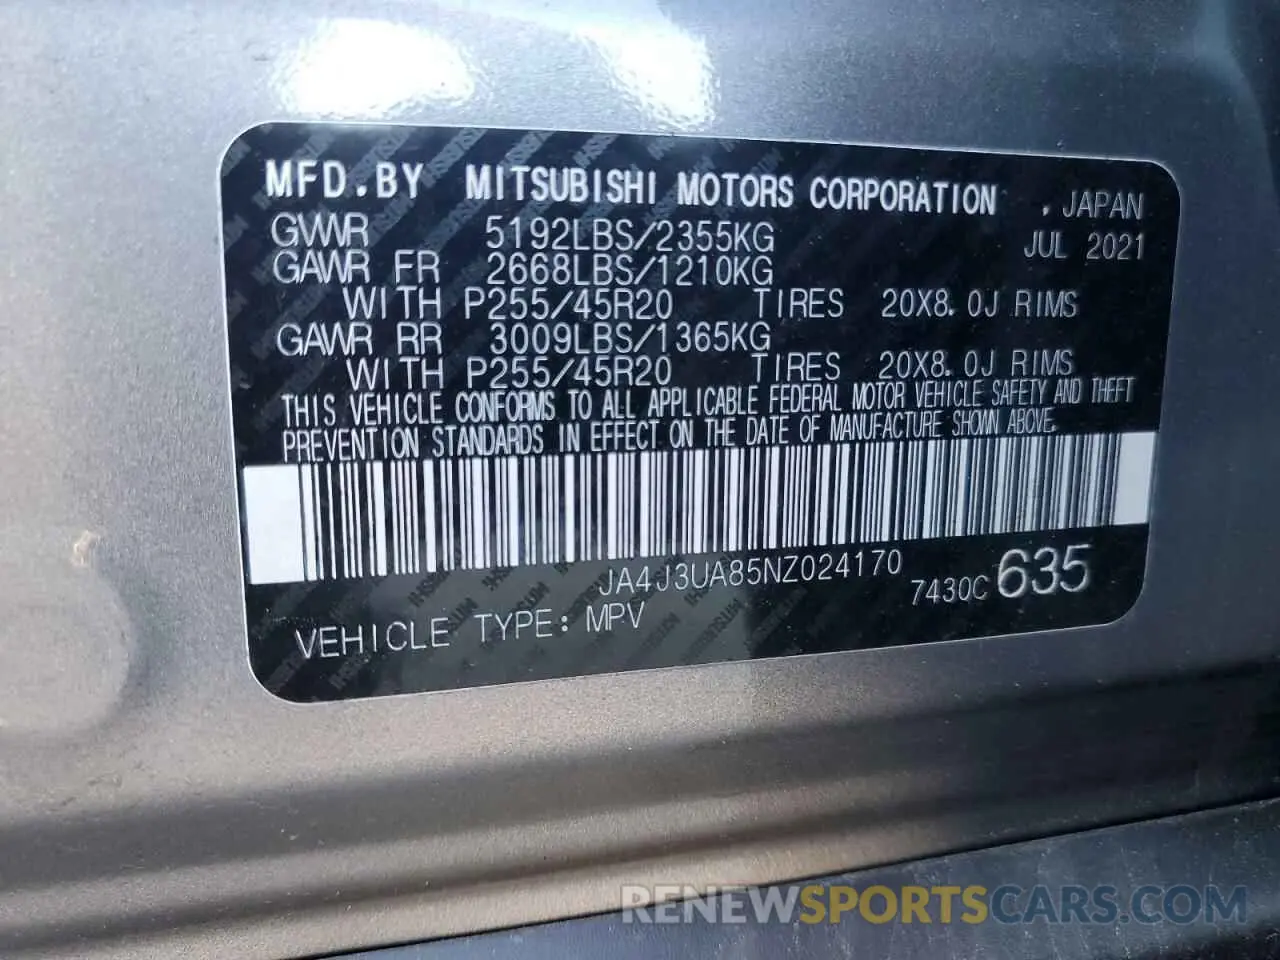 MFD.BY MITSUBISHI MOTORS CORPORATION , JAPAN
GVWR 5192LBS/2355KG JUL 2021
GAWR FR 2668LBS/1210KG
WITH P255/45R20 TIRES 20X8.0J RIMS
GAWR RR 3009LBS/1365KG
WITH P255/45R20 TIRES 20X8.0J RIMS
THIS VEHICLE CONFORMS TO ALL APPLICABLE FEDERAL MOTOR VEHICLE SAFETY AND THEFT
PREVENTION STANDARDS IN EFFECT ON THE DATE OF MANUFACTURE SHOWN ABOVE.
JA4J3UA85NZ024170 7430C 635
VEHICLE TYPE: MPV
RENEWSPORTSCARS.COM